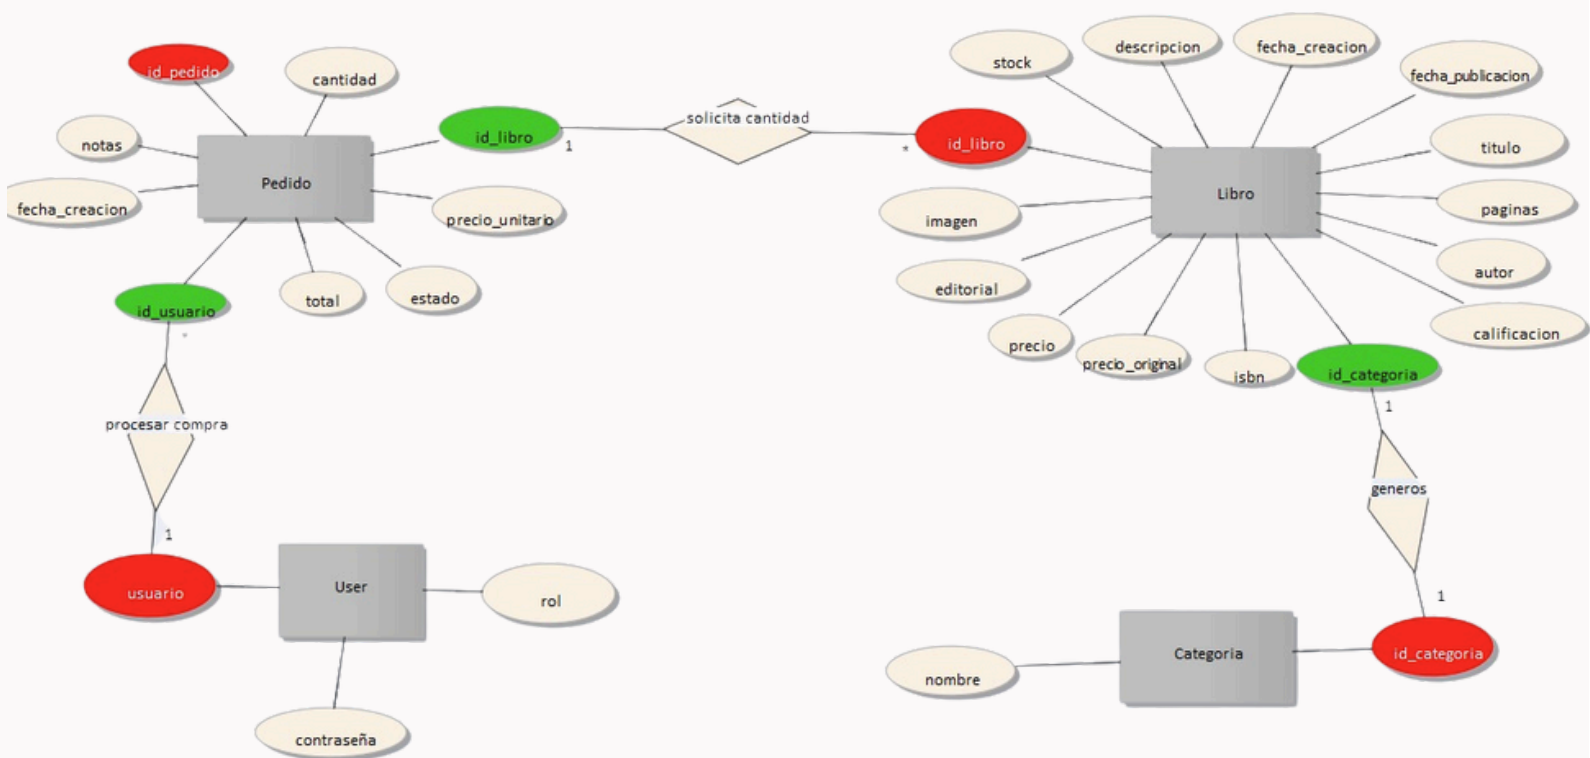 id_pedido
cantidad
notas
id_libro
Pedido
fecha_creacion
precio_unitario
id_usuario
total
estado
1
solicita cantidad
*
id_libro
stock
descripcion
fecha_creacion
fecha_publicacion
titulo
Libro
paginas
imagen
autor
editorial
calificacion
precio
precio_original
isbn
id_categoria
*
procesar compra
1
usuario
User
rol
contraseña
1
generos
1
Categoria
id_categoria
nombre